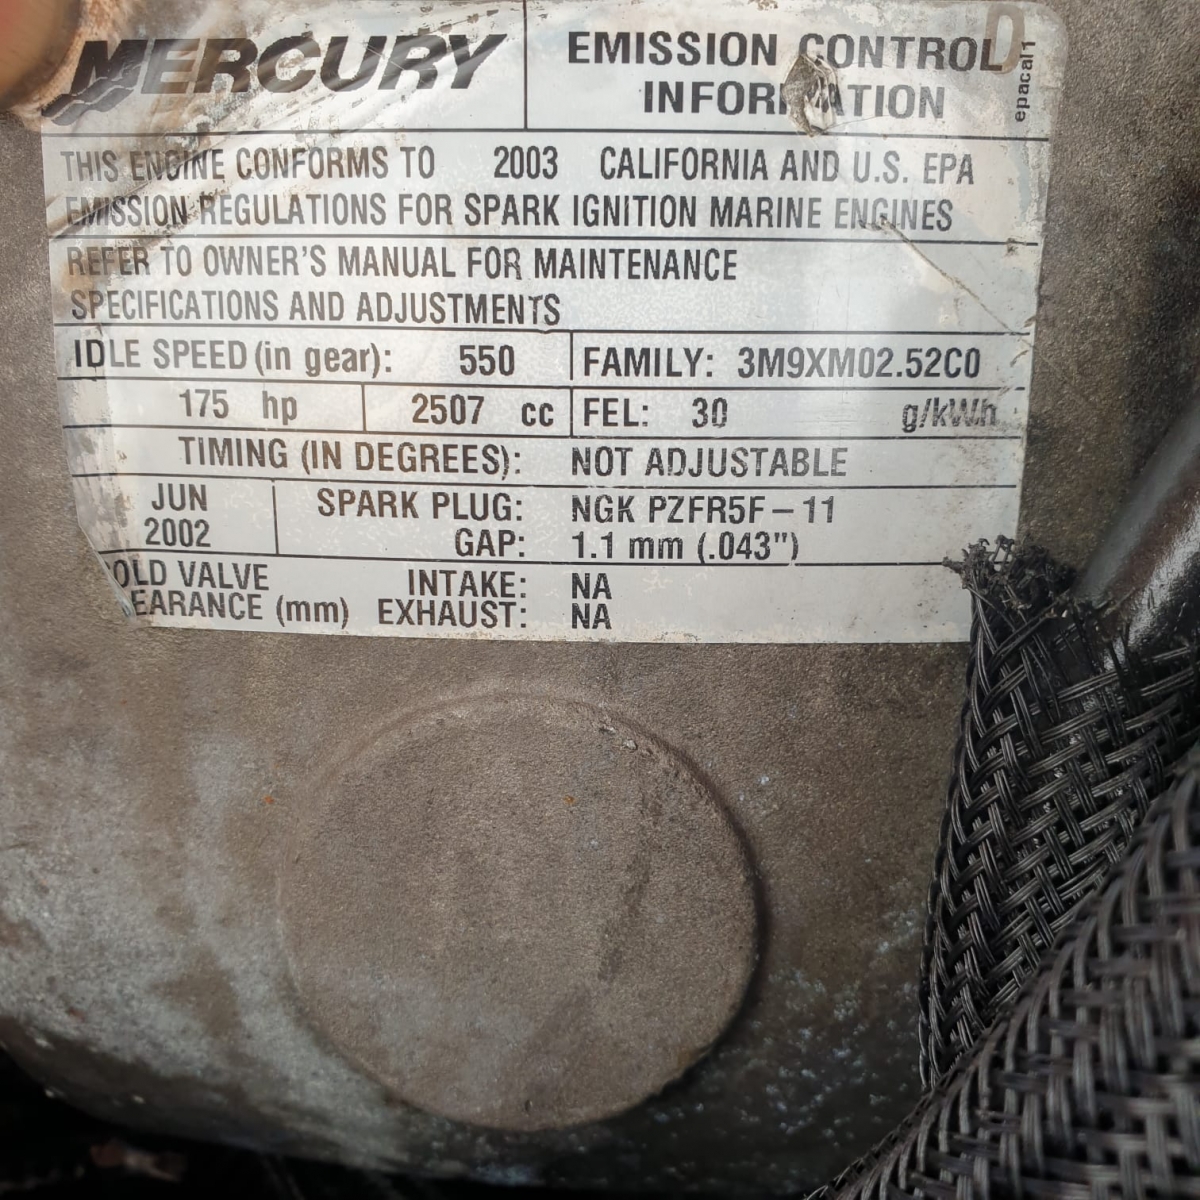 MERCURY
EMISSION CONTROL
INFORMATION
epacal1
THIS ENGINE CONFORMS TO 2003 CALIFORNIA AND U.S. EPA
EMISSION REGULATIONS FOR SPARK IGNITION MARINE ENGINES
REFER TO OWNER'S MANUAL FOR MAINTENANCE
SPECIFICATIONS AND ADJUSTMENTS
IDLE SPEED (in gear): 550 FAMILY: 3M9XM02.52C0
175 hp 2507 cc FEL: 30 g/kWh
TIMING (IN DEGREES): NOT ADJUSTABLE
JUN SPARK PLUG: NGK PZFR5F-11
2002 GAP: 1.1 mm (.043")
OLD VALVE INTAKE: NA
EARANCE (mm) EXHAUST: NA